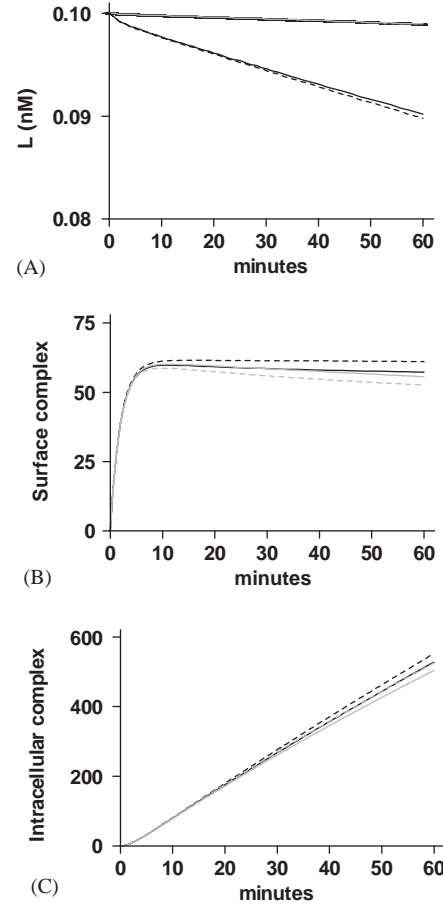 0.10
0.09
0.08
L (nM)
0 10 20 30 40 50 60
minutes
(A)
75
50
25
0
Surface complex
0 10 20 30 40 50 60
minutes
(B)
600
400
200
0
Intracellular complex
0 10 20 30 40 50 60
minutes
(C)